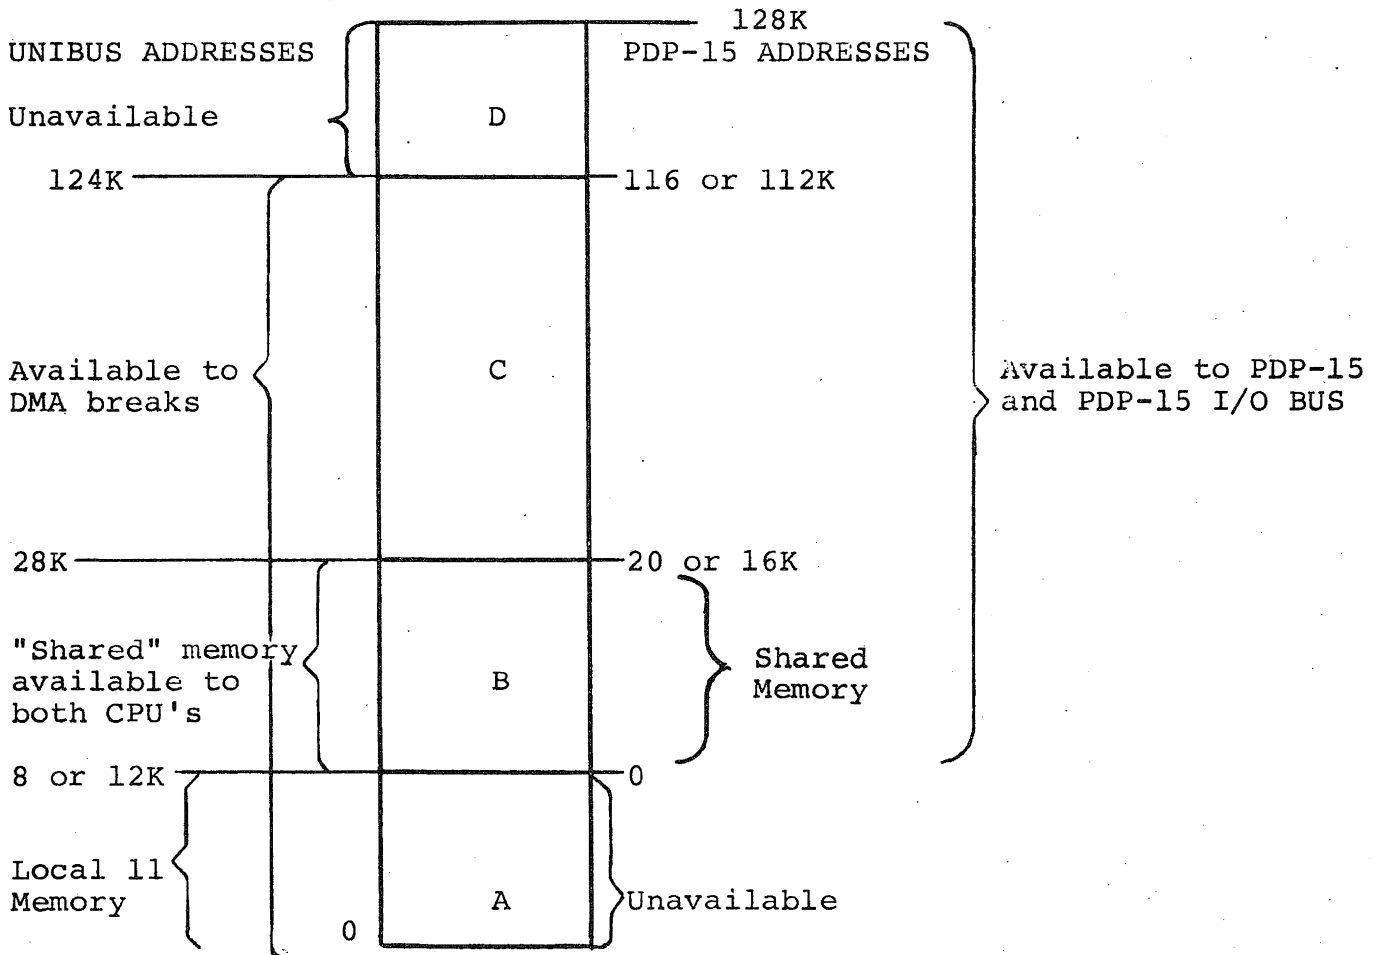 128K
UNIBUS ADDRESSES
PDP-15 ADDRESSES
Unavailable
D
124K
116 or 112K
Available to
DMA breaks
C
Available to PDP-15
and PDP-15 I/O BUS
28K
20 or 16K
"Shared" memory
available to
both CPU's
B
Shared
Memory
8 or 12K
0
Local 11
Memory
A
Unavailable
0